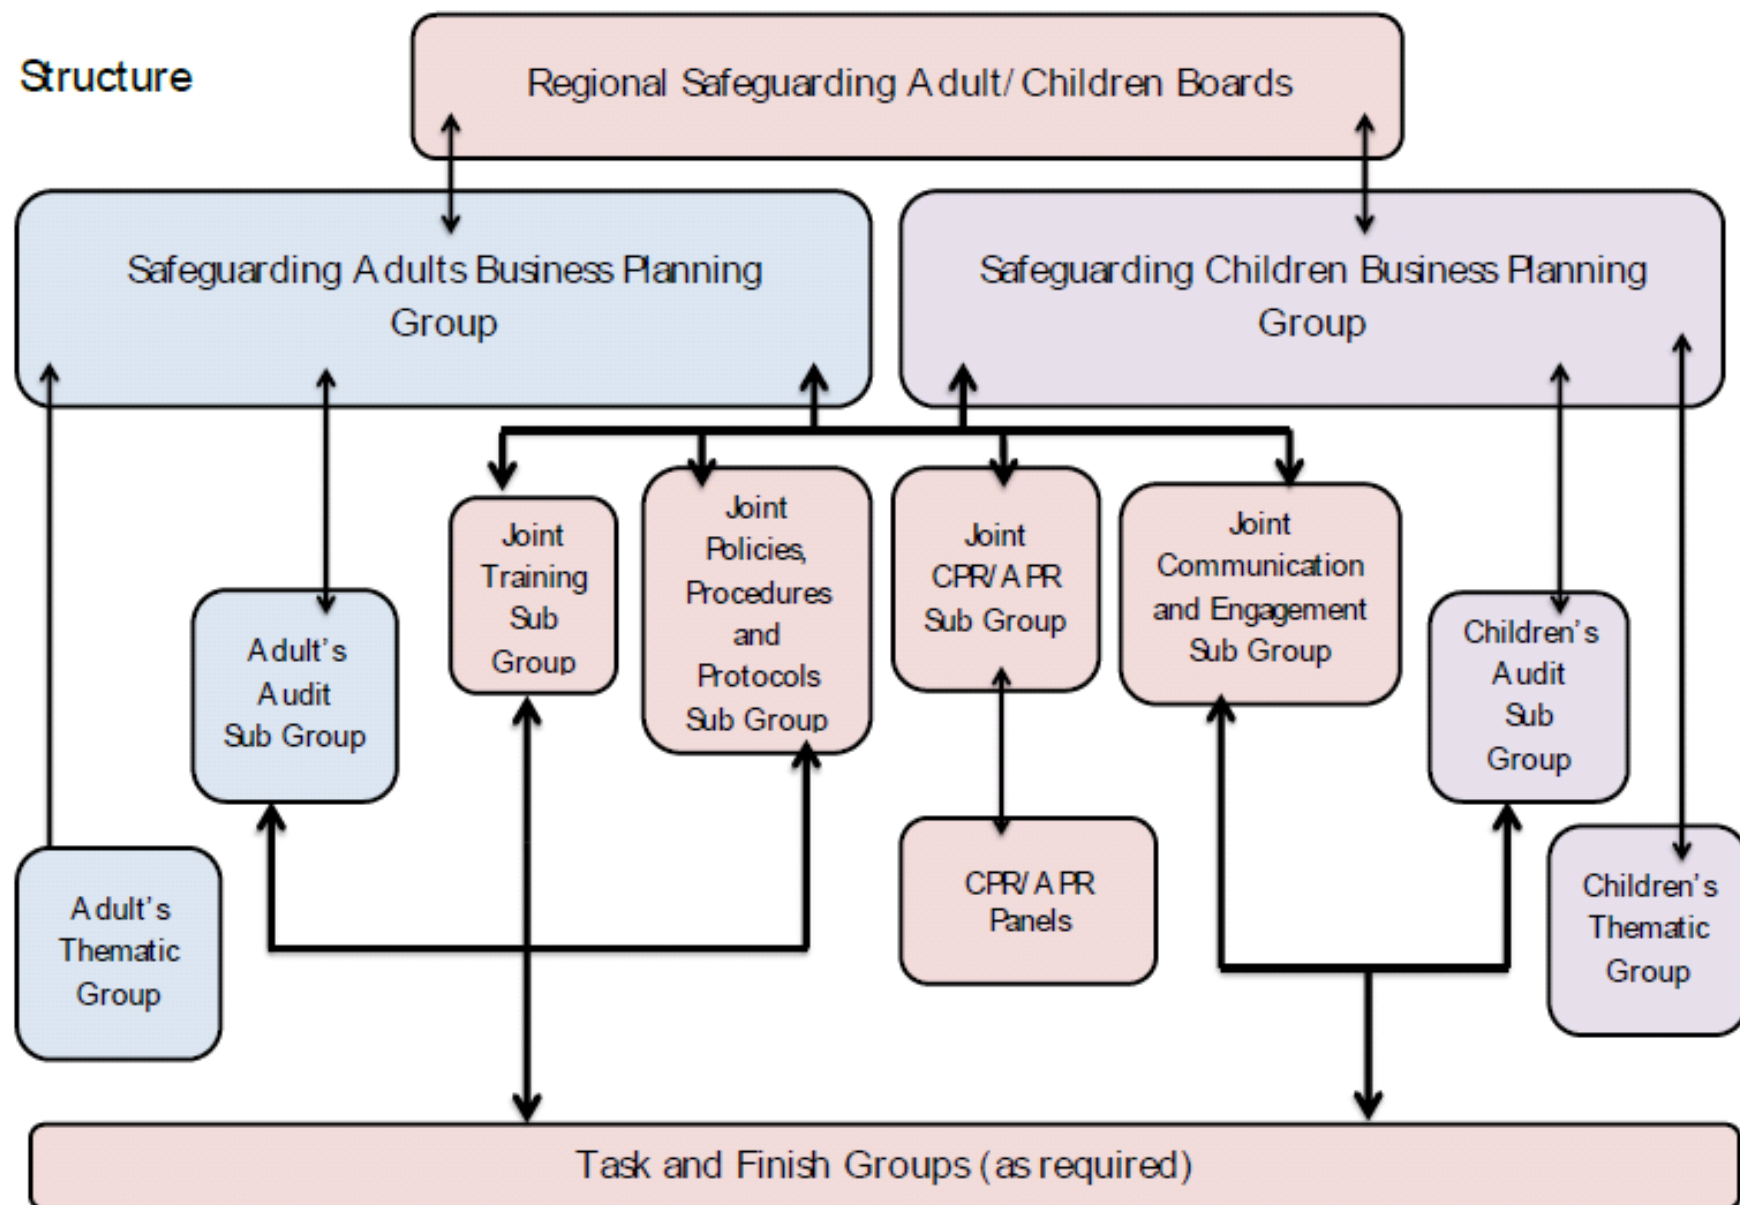 Structure
Regional Safeguarding Adult/ Children Boards
Safeguarding Adults Business Planning
Group
Safeguarding Children Business Planning
Group
Joint
Training
Sub
Group
Joint
Policies,
Procedures
and
Protocols
Sub Group
Joint
CPR/ APR
Sub Group
Joint
Communication
and Engagement
Sub Group
Adult’s
Audit
Sub Group
Children’s
Audit
Sub
Group
Adult’s
Thematic
Group
CPR/ APR
Panels
Children’s
Thematic
Group
Task and Finish Groups (as required)